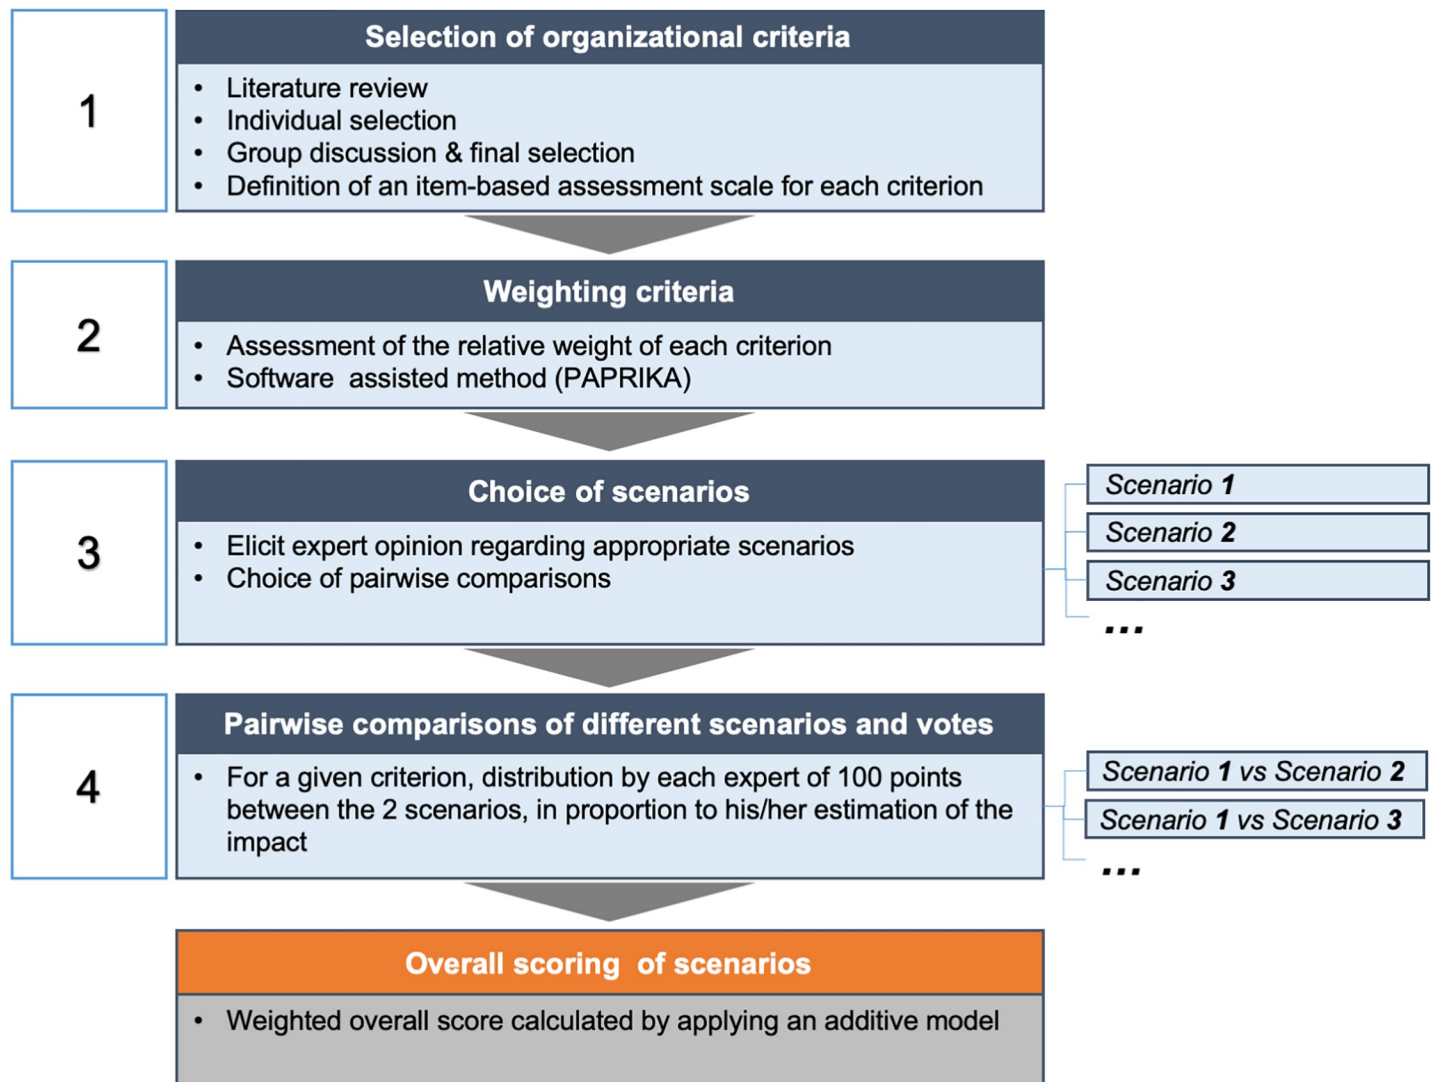 1
Selection of organizational criteria
• Literature review
• Individual selection
• Group discussion & final selection
• Definition of an item-based assessment scale for each criterion
2
Weighting criteria
• Assessment of the relative weight of each criterion
• Software assisted method (PAPRIKA)
3
Choice of scenarios
• Elicit expert opinion regarding appropriate scenarios
• Choice of pairwise comparisons
Scenario 1
Scenario 2
Scenario 3
...
4
Pairwise comparisons of different scenarios and votes
• For a given criterion, distribution by each expert of 100 points
between the 2 scenarios, in proportion to his/her estimation of the
impact
Scenario 1 vs Scenario 2
Scenario 1 vs Scenario 3
...
Overall scoring of scenarios
• Weighted overall score calculated by applying an additive model